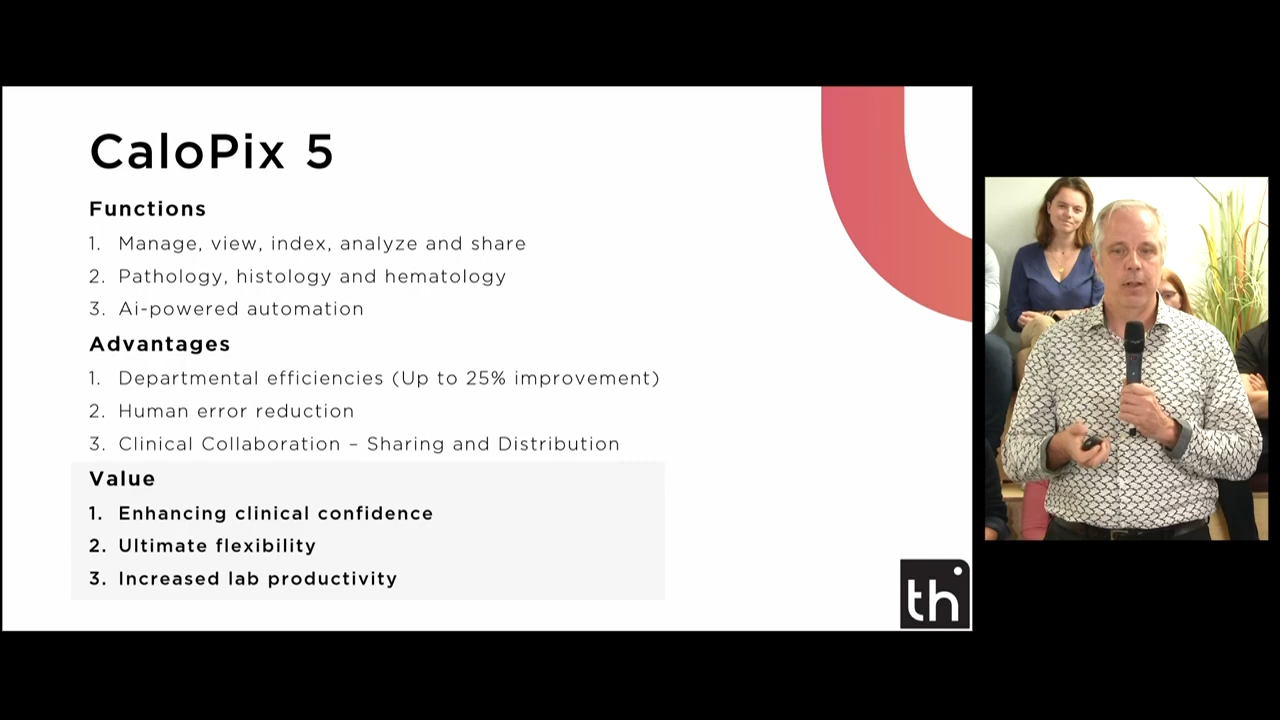 CaloPix 5
Functions
1. Manage, view, index, analyze and share
2. Pathology, histology and hematology
3. Ai-powered automation
Advantages
1. Departmental efficiencies (Up to 25% improvement)
2. Human error reduction
3. Clinical Collaboration – Sharing and Distribution
Value
1. Enhancing clinical confidence
2. Ultimate flexibility
3. Increased lab productivity
th